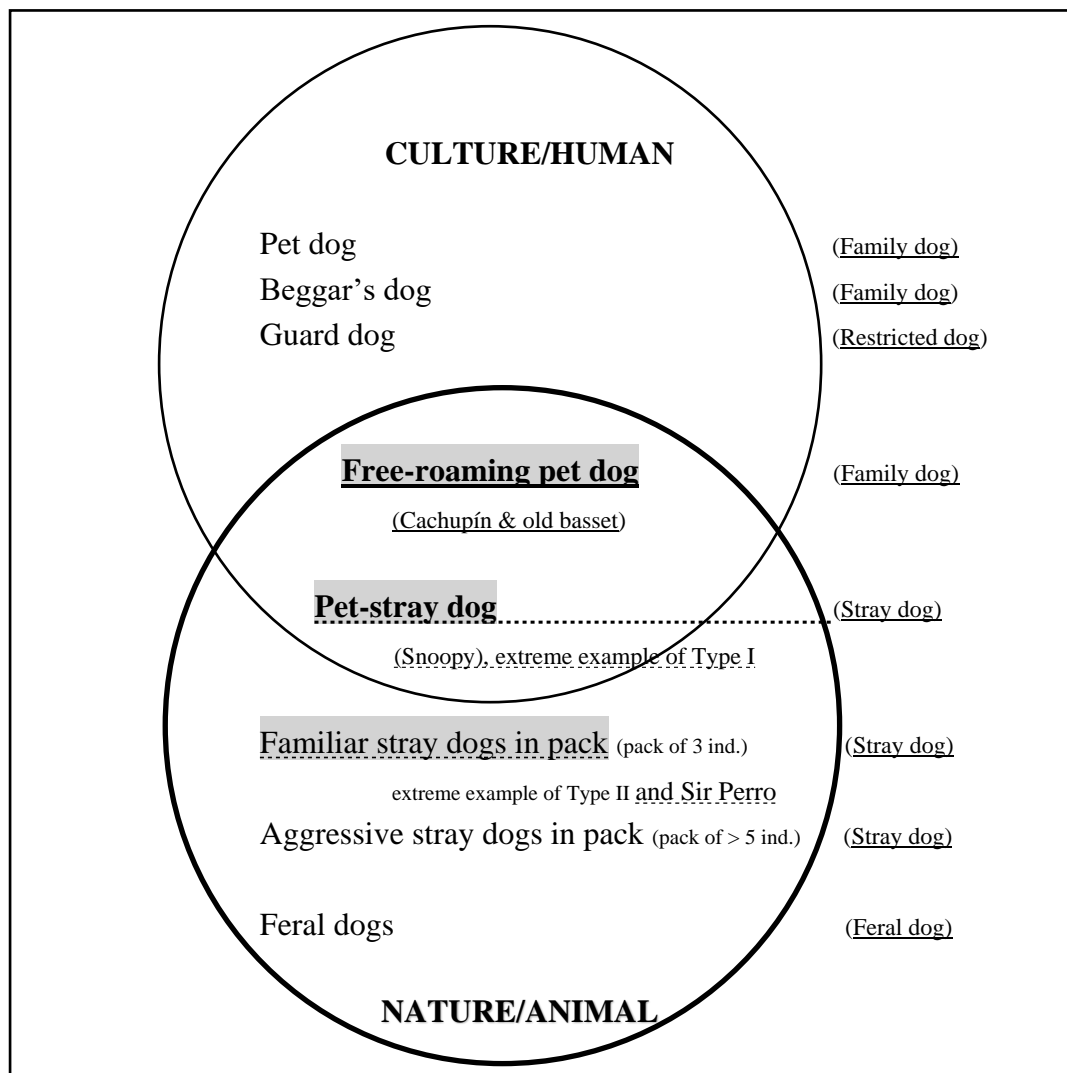 CULTURE/HUMAN
Pet dog (Family dog)
Beggar’s dog (Family dog)
Guard dog (Restricted dog)
Free-roaming pet dog (Family dog)
(Cachupín & old basset)
Pet-stray dog (Stray dog)
(Snoopy), extreme example of Type I
Familiar stray dogs in pack (pack of 3 ind.) (Stray dog)
extreme example of Type II and Sir Perro
Aggressive stray dogs in pack (pack of > 5 ind.) (Stray dog)
Feral dogs (Feral dog)
NATURE/ANIMAL